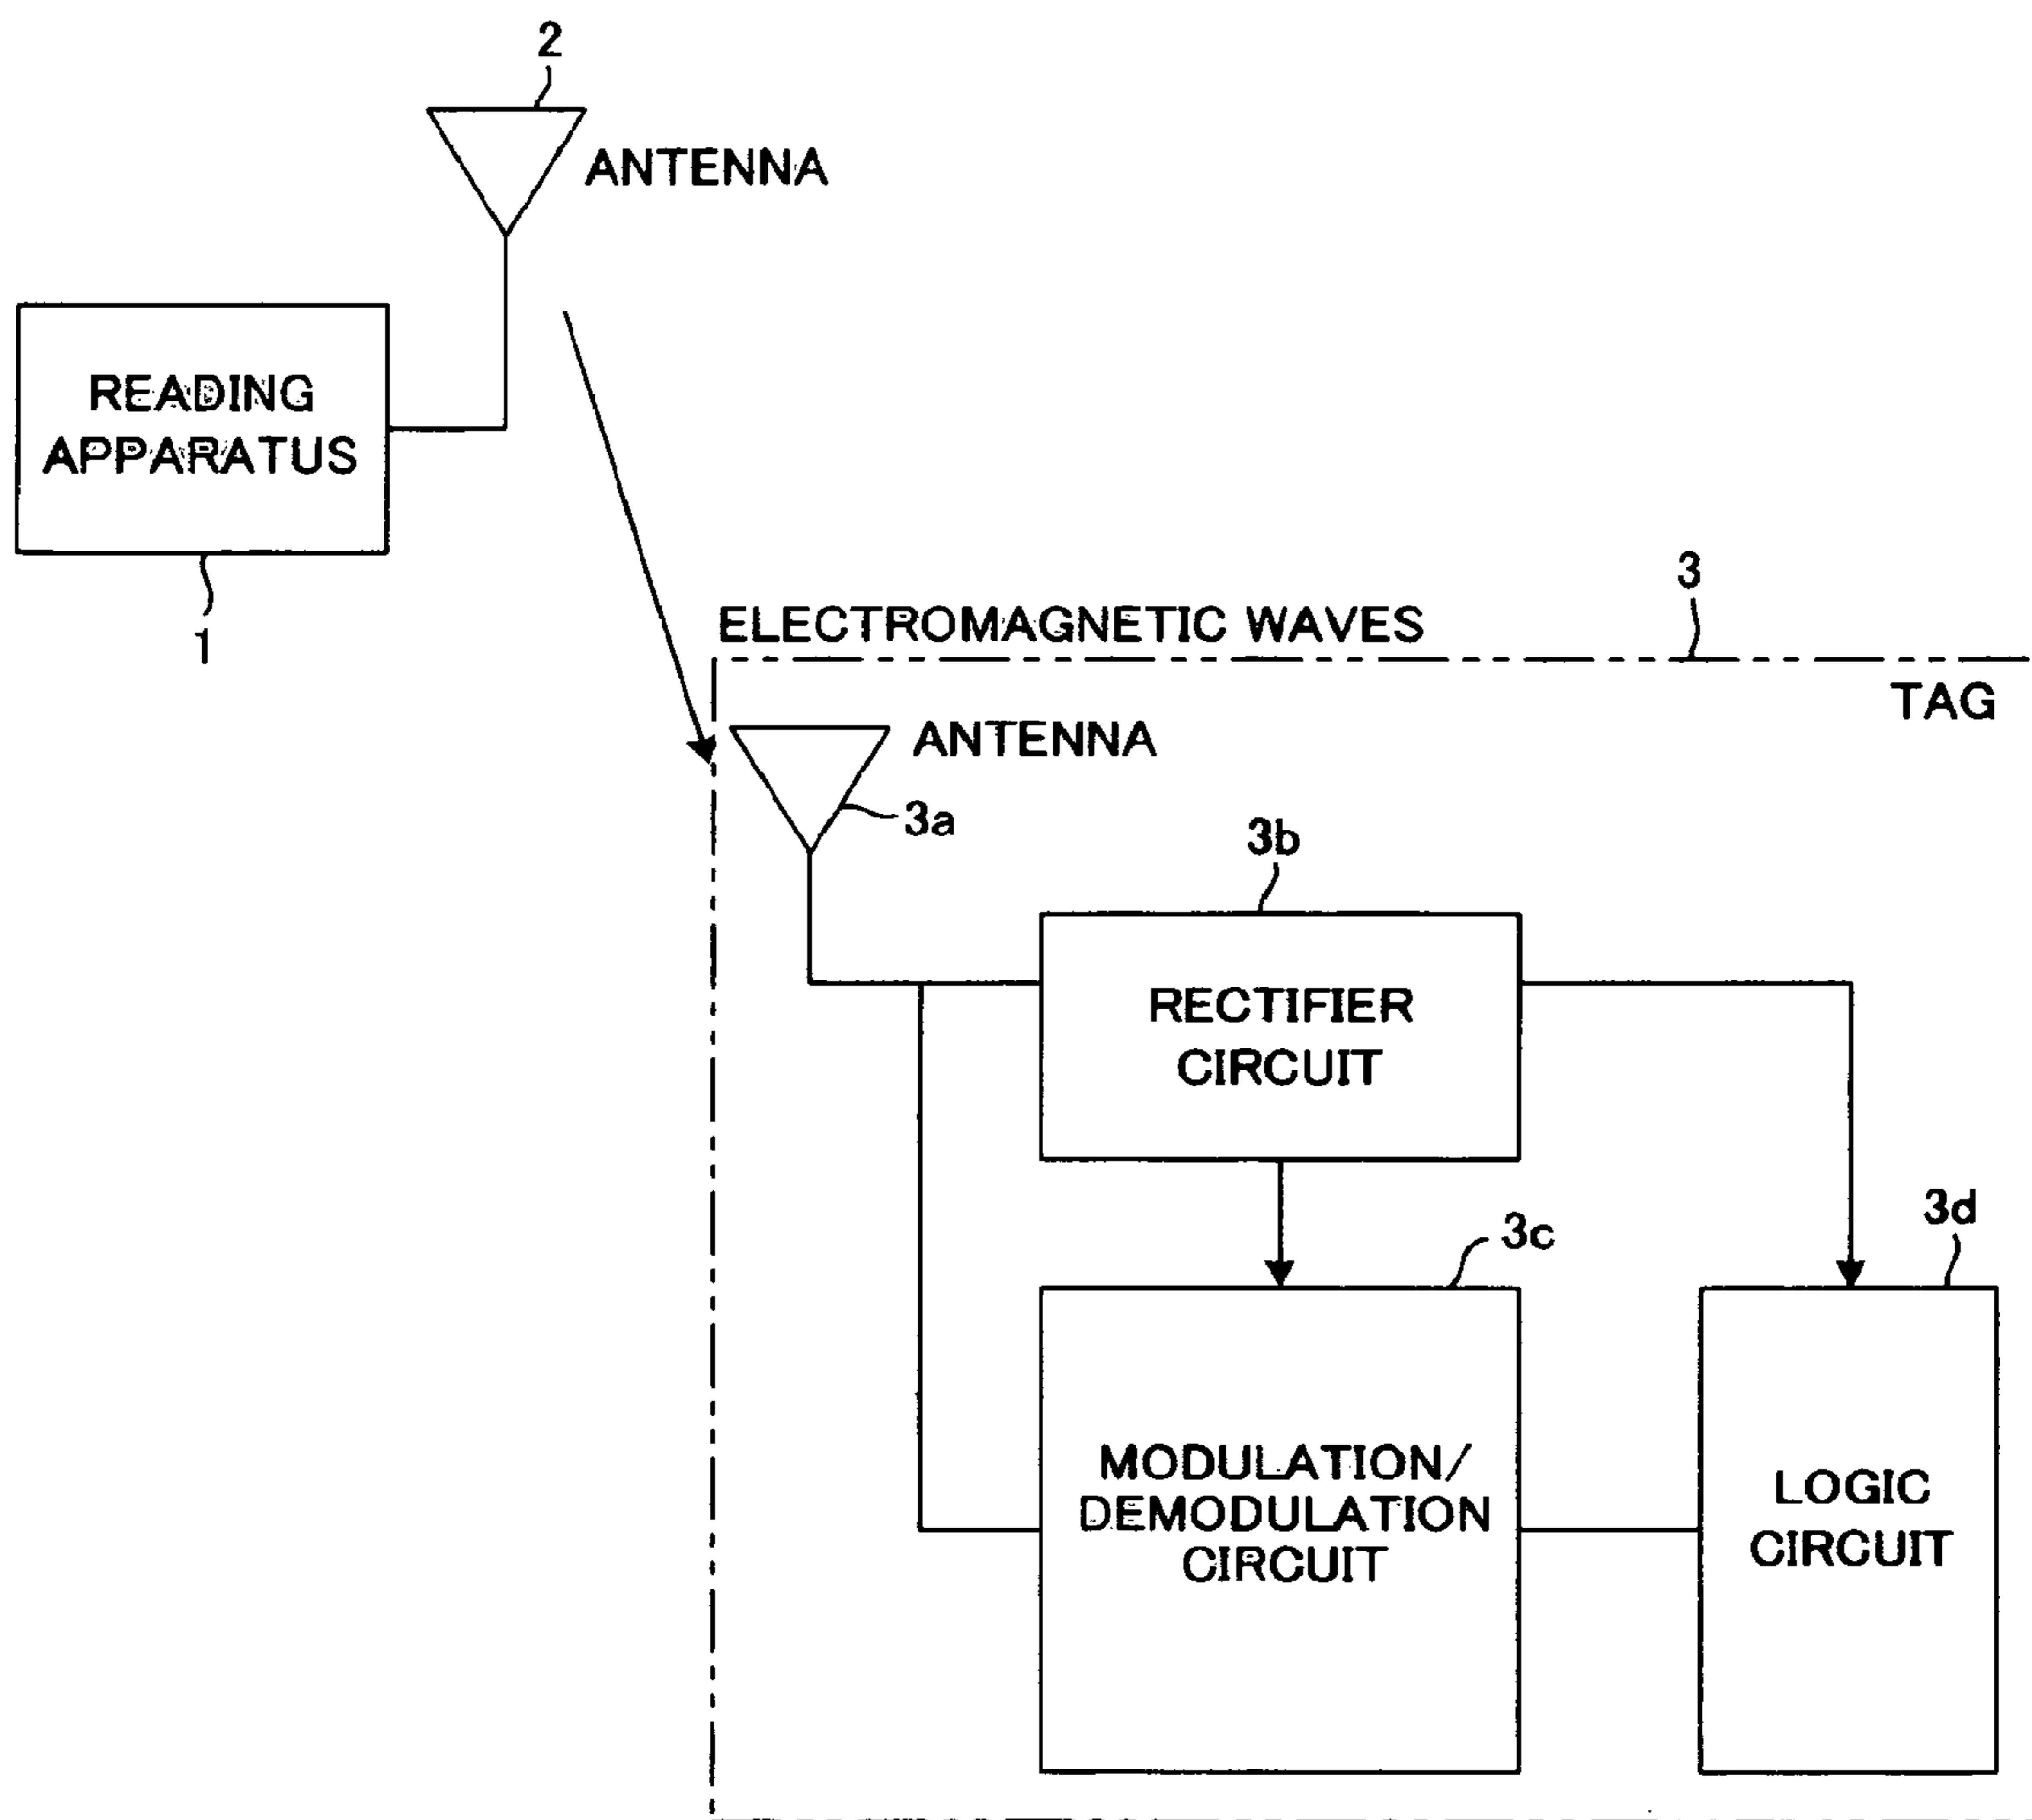 2
ANTENNA
READING
APPARATUS
1
ELECTROMAGNETIC WAVES
3
TAG
ANTENNA
3a
3b
RECTIFIER
CIRCUIT
3c
3d
MODULATION/
DEMODULATION
CIRCUIT
LOGIC
CIRCUIT